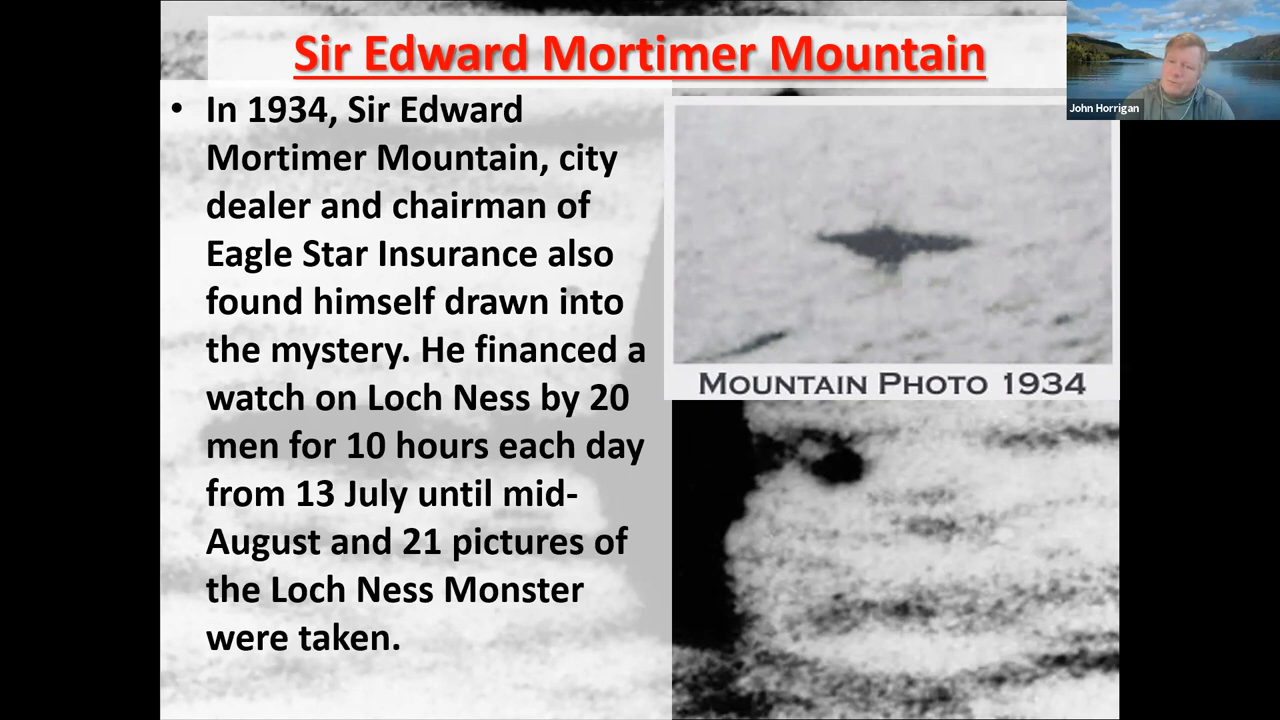 Sir Edward Mortimer Mountain
John Horrigan
• In 1934, Sir Edward
Mortimer Mountain, city
dealer and chairman of
Eagle Star Insurance also
found himself drawn into
the mystery. He financed a
watch on Loch Ness by 20
men for 10 hours each day
from 13 July until mid-
August and 21 pictures of
the Loch Ness Monster
were taken.
MOUNTAIN PHOTO 1934